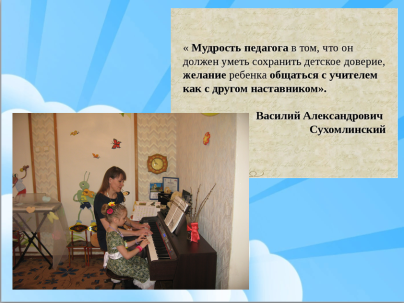 « Мудрость педагога в том, что он
должен уметь сохранить детское доверие,
желание ребенка общаться с учителем
как с другом наставником».
Василий Александрович
Сухомлинский